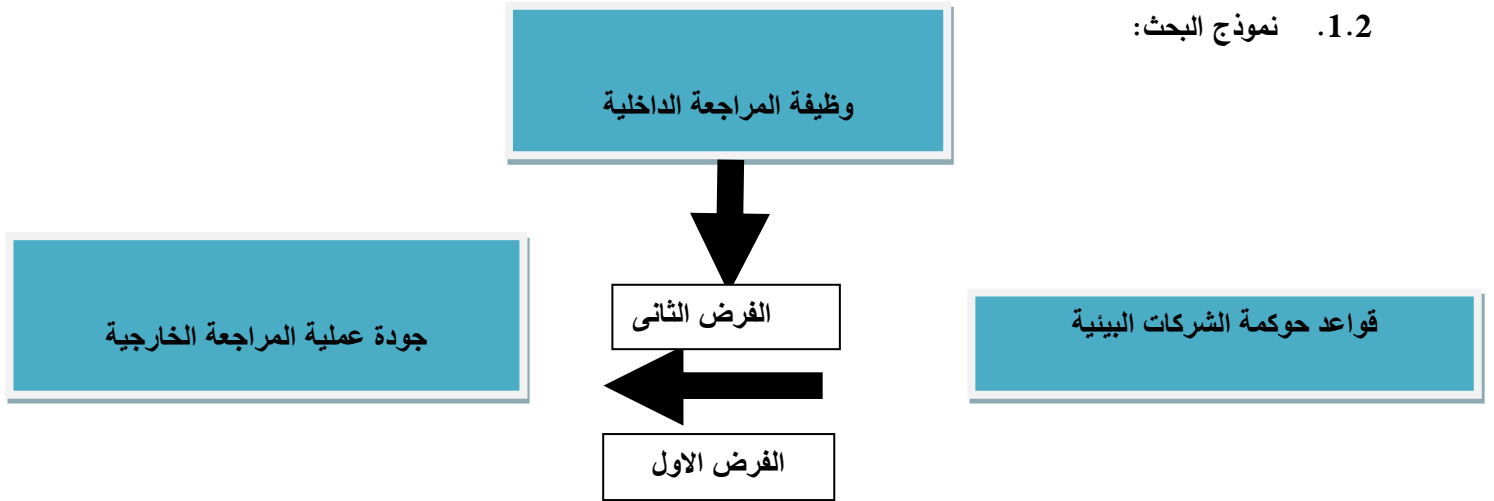 1.2. نموذج البحث:
وظيفة المراجعة الداخلية
الفرض الثانى
قواعد حوكمة الشركات البيئية
جودة عملية المراجعة الخارجية
الفرض الاول